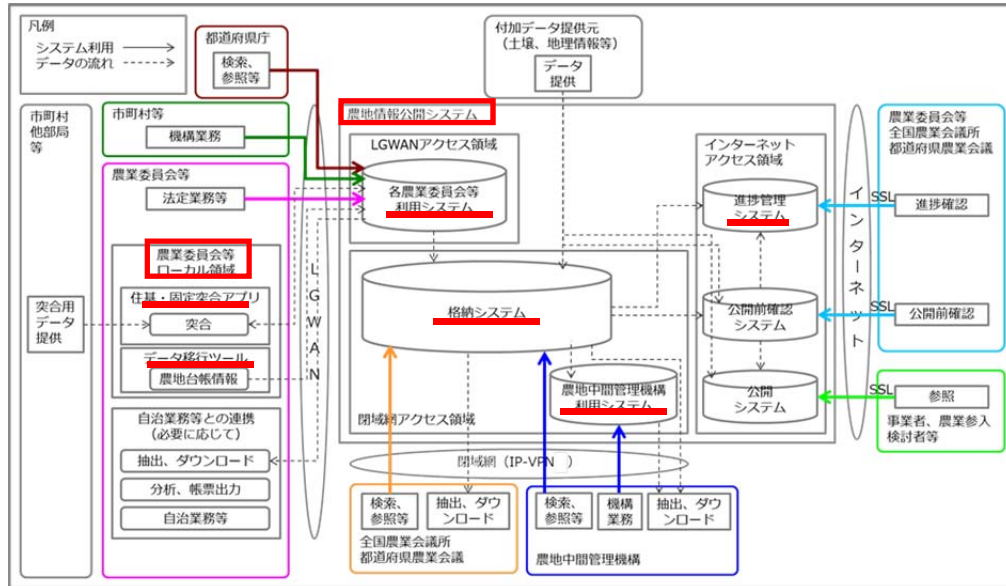 凡例
システム利用
データの流れ
都道府県庁
検索、
参照等
付加データ提供元
（土壌、地理情報等）
データ
提供
市町村
他部局
等
市町村等
機構業務
農地情報公開システム
LGWANアクセス領域
各農業委員会等
利用システム
インターネット
アクセス領域
進捗管理
システム
農業委員会等
全国農業会議所
都道府県農業会議
SSL
進捗確認
農業委員会等
法定業務等
農業委員会等
ローカル領域
住基・固定突合アプリ
突合
突合用
データ
提供
データ移行ツール
農地台帳情報
LGWAN
格納システム
公開前確認
システム
インターネット
SSL
公開前確認
農地中間管理機構
利用システム
閉域網アクセス領域
公開
システム
SSL
参照
事業者、農業参入
検討者等
自治業務等との連携
（必要に応じて）
抽出、ダウンロード
分析、帳票出力
自治業務等
閉域網（IP-VPN）
検索、
参照等
抽出、ダウ
ンロード
全国農業会議所
都道府県農業会議
検索、
参照等
機構
業務
抽出、ダウ
ンロード
農地中間管理機構